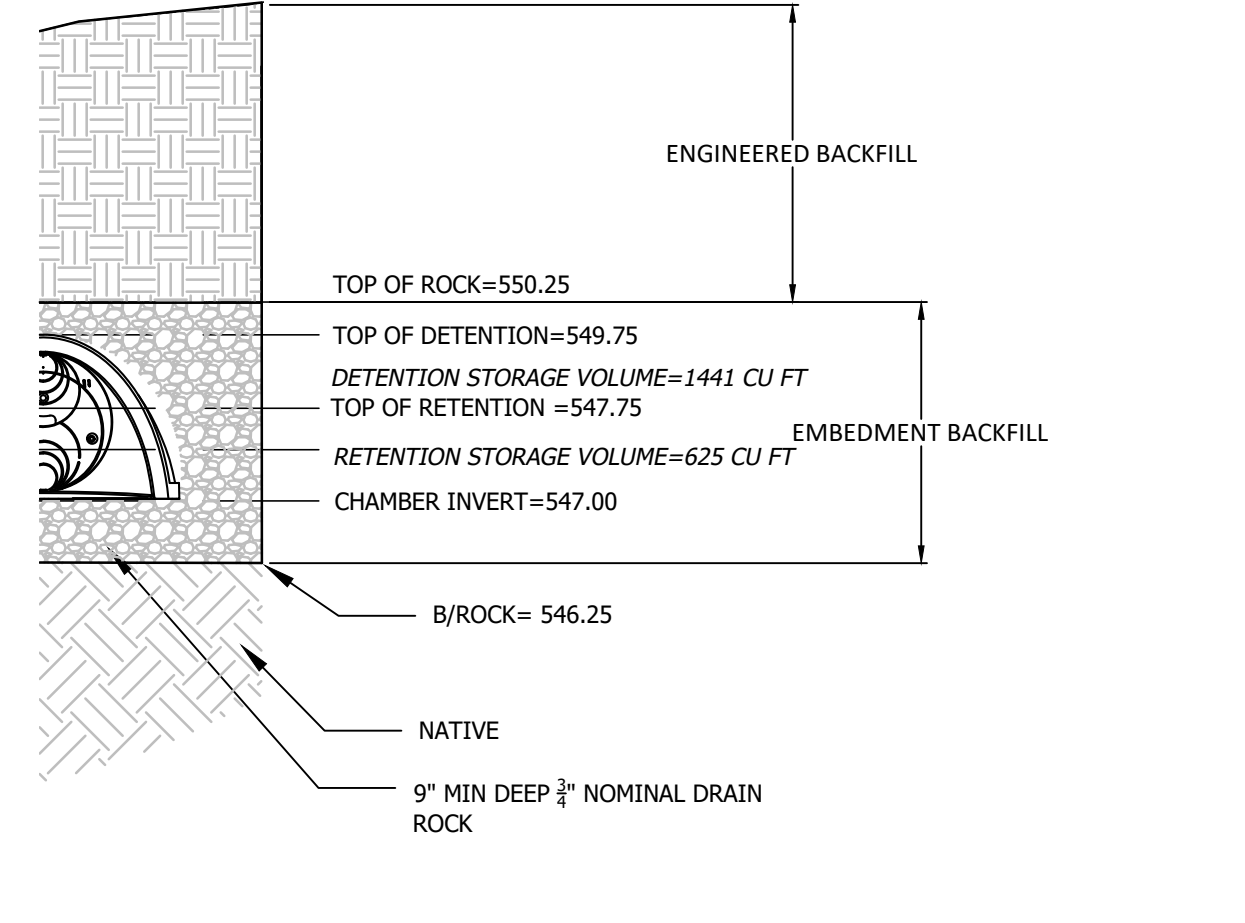 ENGINEERED BACKFILL
TOP OF ROCK=550.25
TOP OF DETENTION=549.75
DETENTION STORAGE VOLUME=1441 CU FT
TOP OF RETENTION =547.75
EMBEDMENT BACKFILL
RETENTION STORAGE VOLUME=625 CU FT
CHAMBER INVERT=547.00
B/ROCK= 546.25
NATIVE
9" MIN DEEP 3/4" NOMINAL DRAIN
ROCK